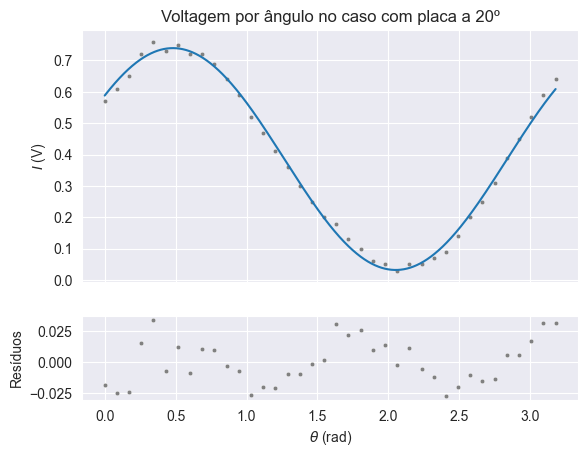 Voltagem por ângulo no caso com placa a 20º
I (V)
0.7
0.6
0.5
0.4
0.3
0.2
0.1
0.0
Resíduos
0.025
0.000
−0.025
0.0 0.5 1.0 1.5 2.0 2.5 3.0
θ (rad)